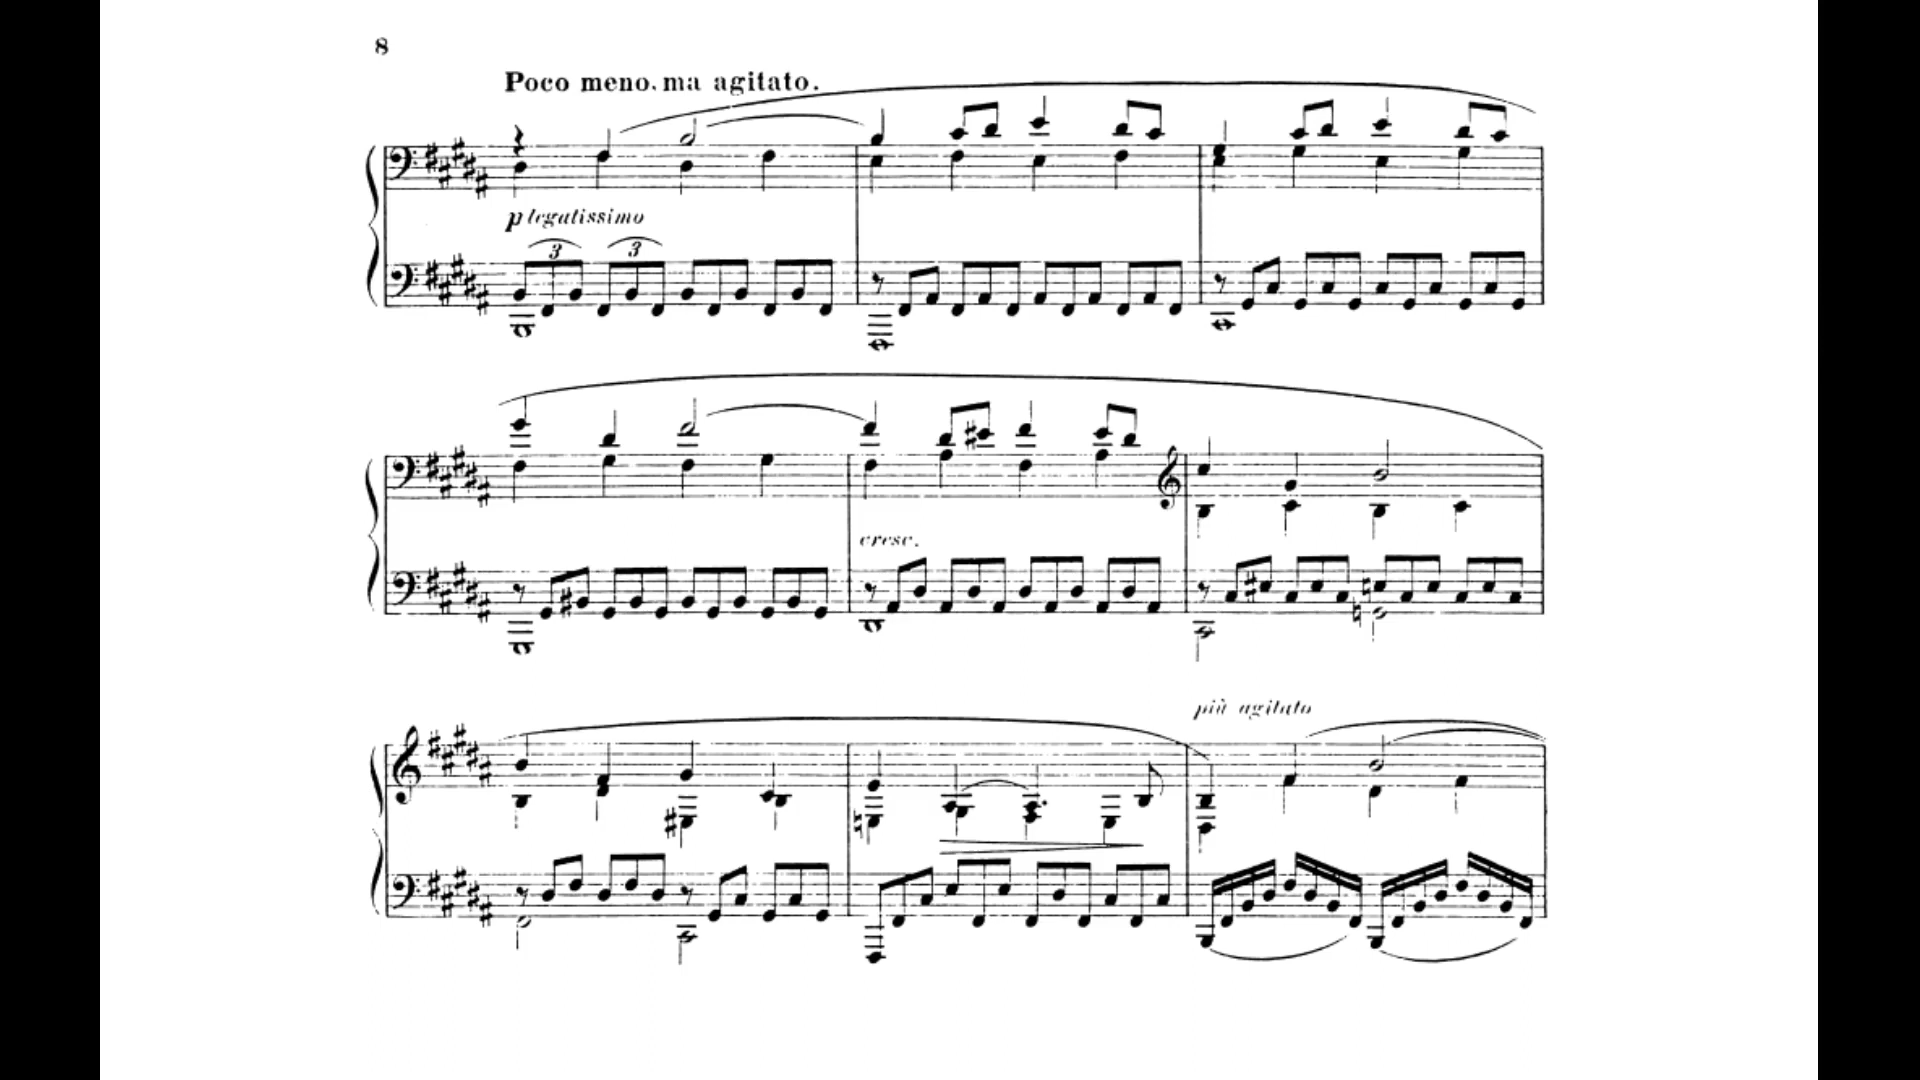 8
Poco meno, ma agitato.
p legatissimo
3 3
cresc.
più agitato